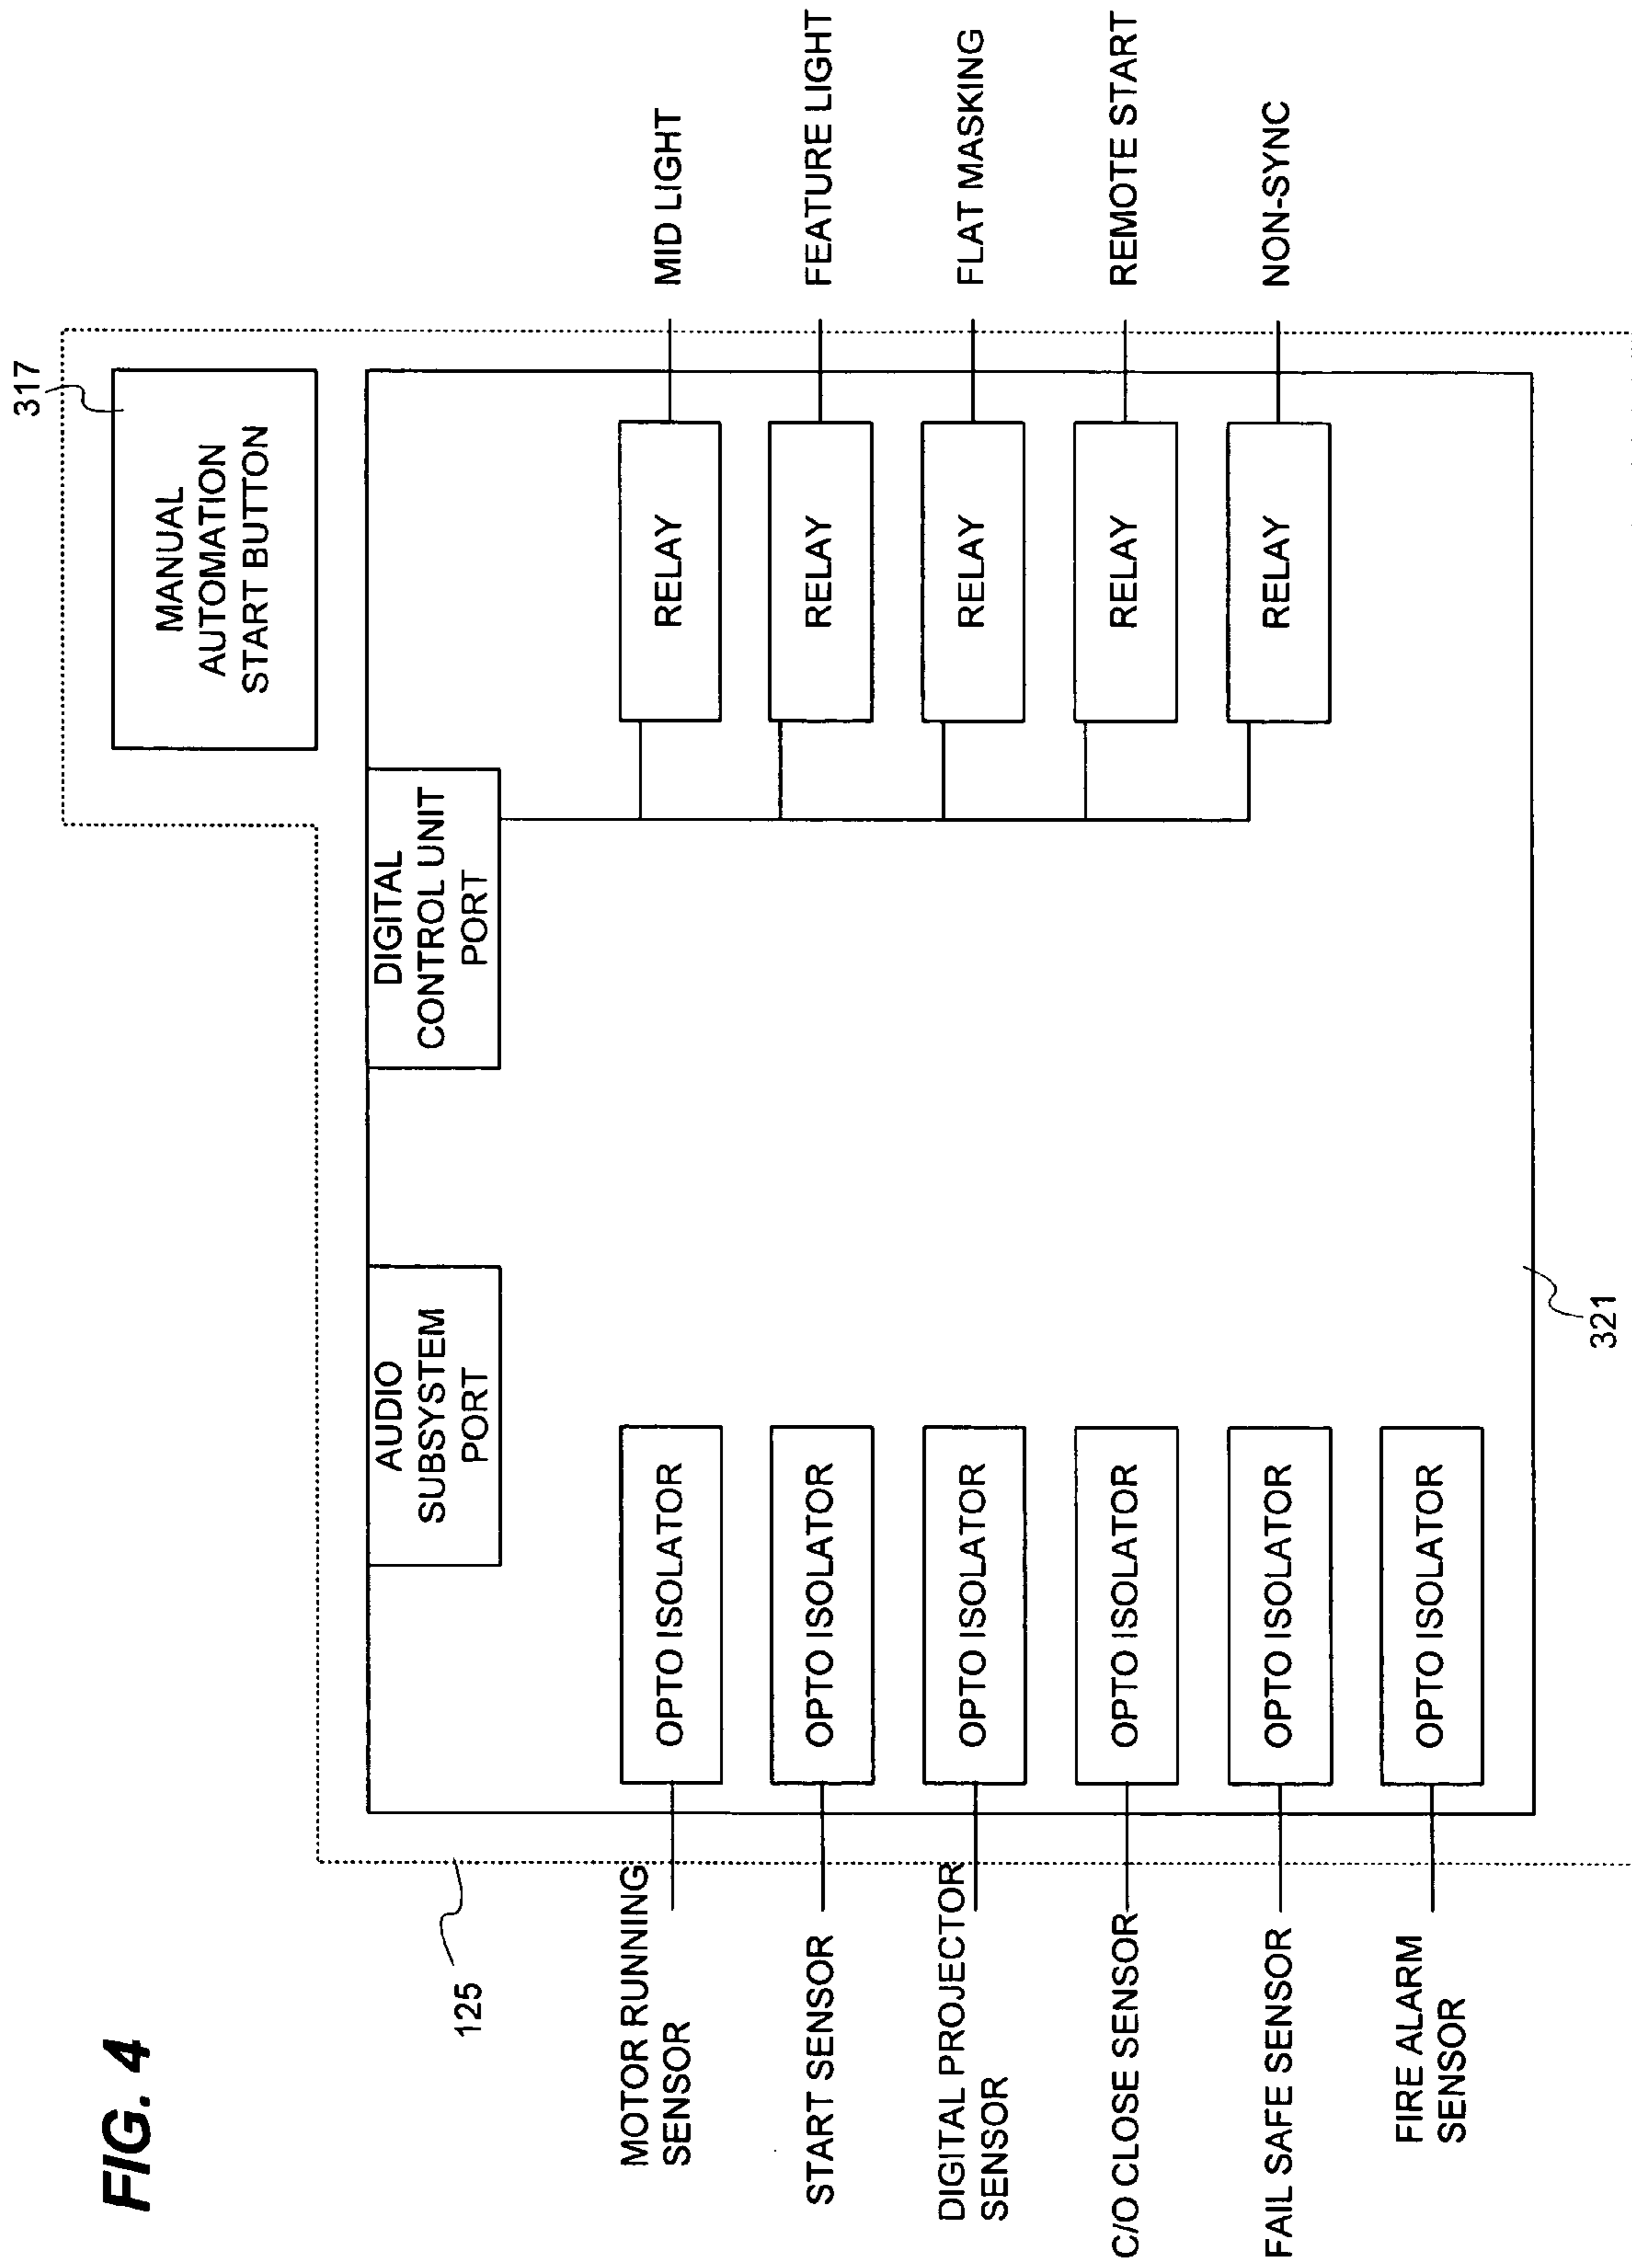 FIG. 4
317
MANUAL
AUTOMATION
START BUTTON
125
AUDIO
SUBSYSTEM
PORT
DIGITAL
CONTROL UNIT
PORT
MOTOR RUNNING
SENSOR
OPTO ISOLATOR
RELAY
MID LIGHT
START SENSOR
OPTO ISOLATOR
RELAY
FEATURE LIGHT
DIGITAL PROJECTOR
SENSOR
OPTO ISOLATOR
RELAY
FLAT MASKING
C/O CLOSE SENSOR
OPTO ISOLATOR
RELAY
REMOTE START
FAIL SAFE SENSOR
OPTO ISOLATOR
RELAY
NON-SYNC
FIRE ALARM
SENSOR
OPTO ISOLATOR
321